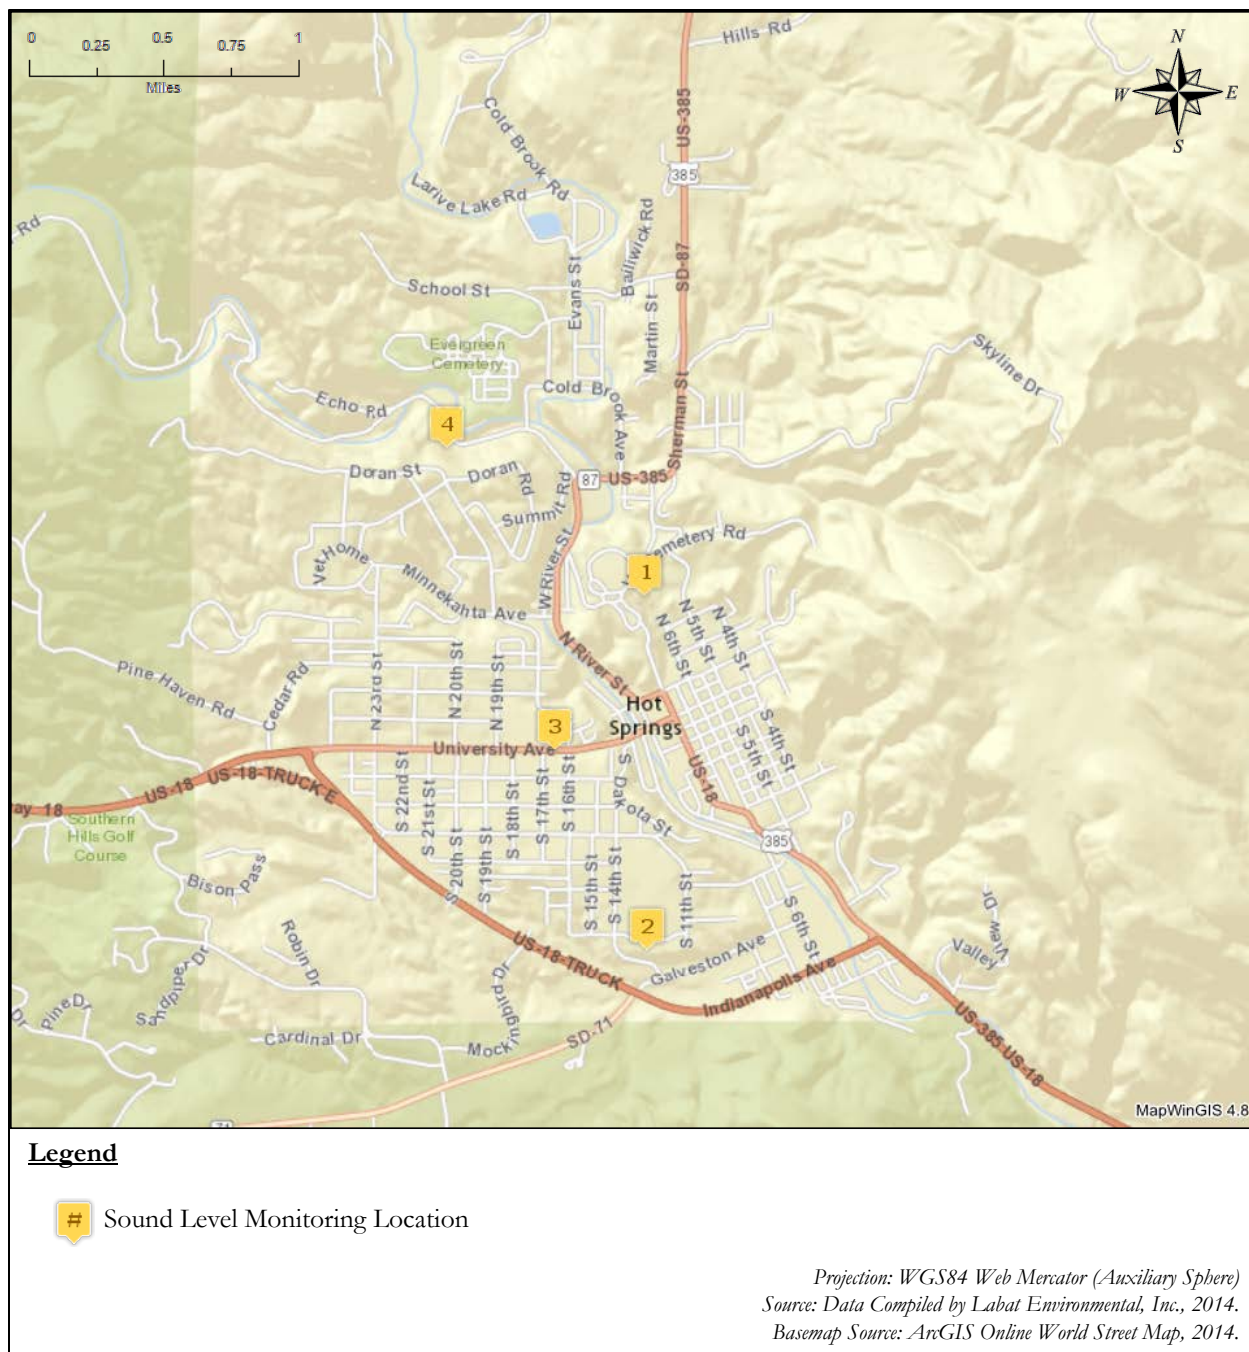 0 0.25 0.5 0.75 1
Miles
N
W E
S
Hills Rd
US-385
385
Cold Brook Rd
Larive Lake Rd
Rd
Bailiwick Rd
SD-87
School St
Evans St
Martin St
Evergreen
Cemetery
Skyline Dr
Cold Brook Ave
Echo Rd
4
Sherman St
Doran St
Doran Rd
87
US-385
Summit Rd
Vet Home
W River St
Cemetery Rd
1
Minnekahta Ave
N 6th St
N 5th St
N 4th St
N River St
Pine Haven Rd
Cedar Rd
N 23rd St
N 20th St
N 19th St
Hot
Springs
3
University Ave
S 4th St
S 5th St
US-18
US-18
US-18-TRUCK E
ay 18
S 22nd St
S 21st St
S 20th St
S 19th St
S 18th St
S 17th St
S 16th St
S Dakota St
385
Southern
Hills Golf
Course
Bison Pass
S 15th St
S 14th St
S 11th St
2
S 6th St
Robin Dr
US-18-TRUCK
Galveston Ave
Indianapolis Ave
Valley View Dr
Sandpiper Dr
Pine Dr
Dr
Mockingbird Dr
Cardinal Dr
SD-71
US-385 US-18
71
MapWinGIS 4.8
Legend
# Sound Level Monitoring Location
Projection: WGS84 Web Mercator (Auxiliary Sphere)
Source: Data Compiled by Labat Environmental, Inc., 2014.
Basemap Source: ArcGIS Online World Street Map, 2014.